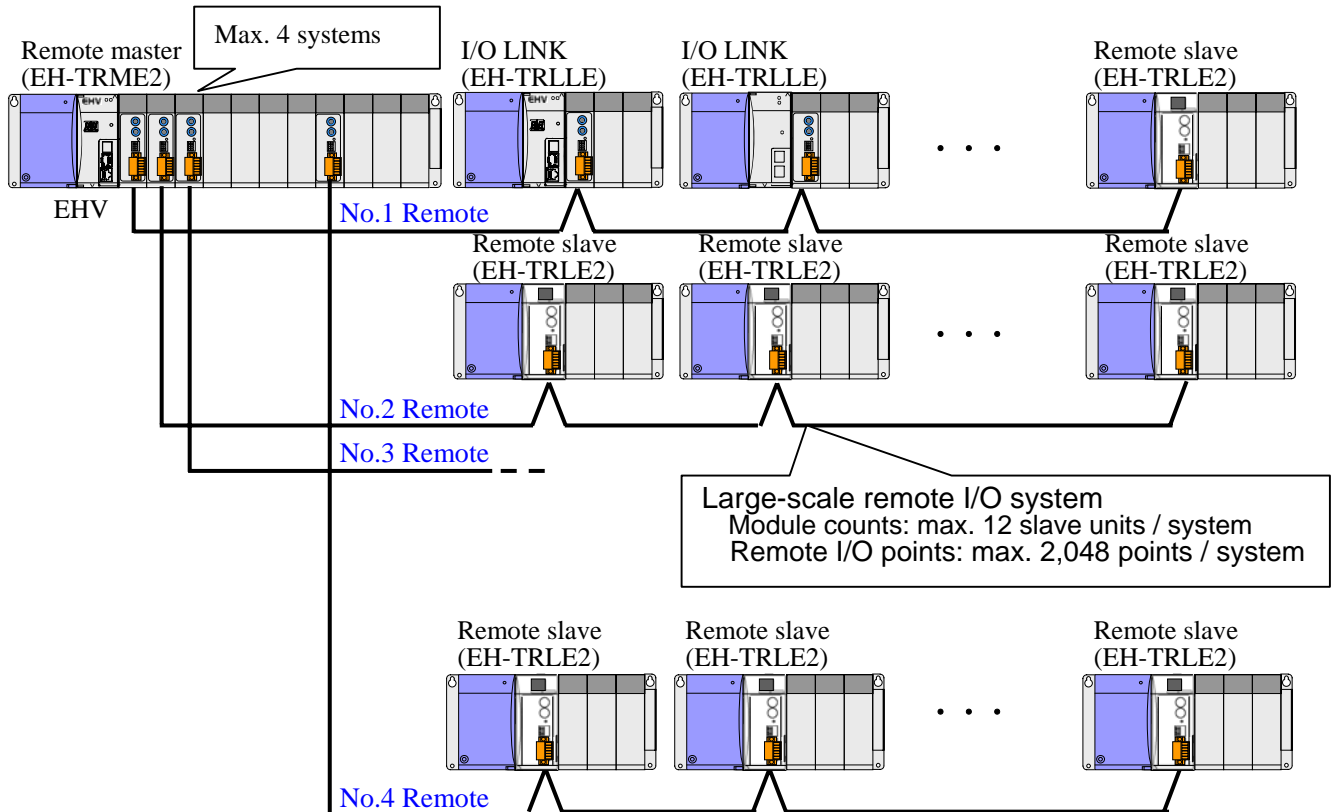 Max. 4 systems
Remote master
(EH-TRME2)
I/O LINK
(EH-TRLLE)
I/O LINK
(EH-TRLLE)
Remote slave
(EH-TRLE2)
EHV
EHV
. . .
EHV
No.1 Remote
Remote slave
(EH-TRLE2)
Remote slave
(EH-TRLE2)
Remote slave
(EH-TRLE2)
. . .
No.2 Remote
No.3 Remote
Large-scale remote I/O system
Module counts: max. 12 slave units / system
Remote I/O points: max. 2,048 points / system
Remote slave
(EH-TRLE2)
Remote slave
(EH-TRLE2)
Remote slave
(EH-TRLE2)
. . .
No.4 Remote